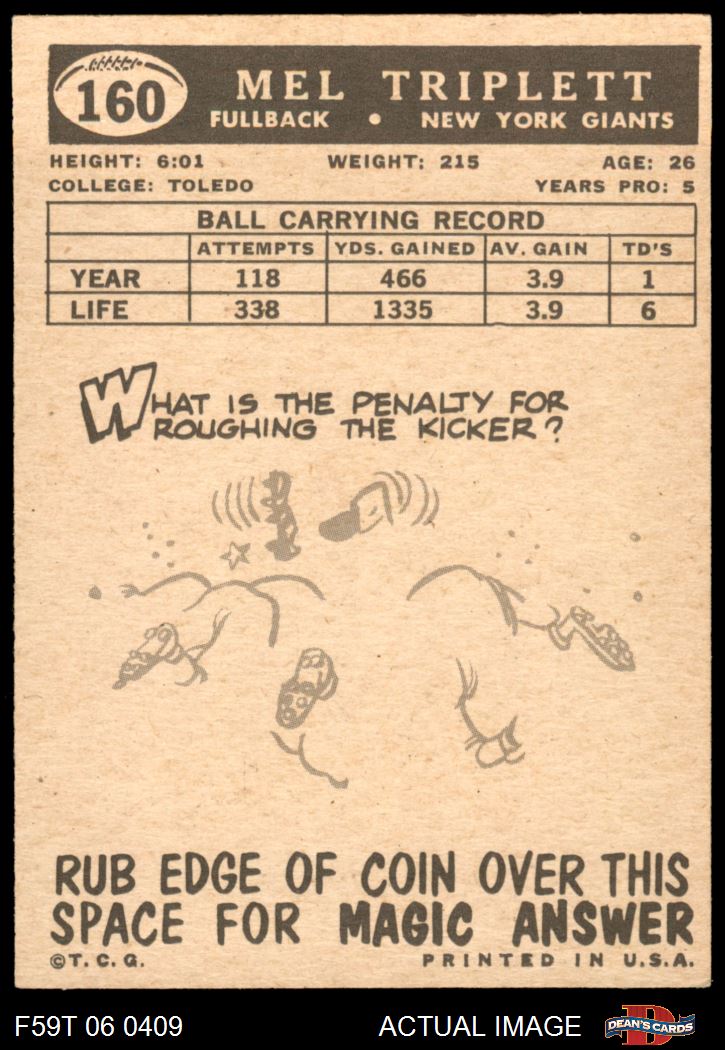 160
MEL TRIPLETT
FULLBACK • NEW YORK GIANTS
HEIGHT: 6:01 WEIGHT: 215 AGE: 26
COLLEGE: TOLEDO YEARS PRO: 5
BALL CARRYING RECORD
ATTEMPTS YDS. GAINED AV. GAIN TD'S
YEAR 118 466 3.9 1
LIFE 338 1335 3.9 6
WHAT IS THE PENALTY FOR
ROUGHING THE KICKER?
RUB EDGE OF COIN OVER THIS
SPACE FOR MAGIC ANSWER
©T.C.G. PRINTED IN U.S.A.
F59T 06 0409 ACTUAL IMAGE DEAN'S CARDS